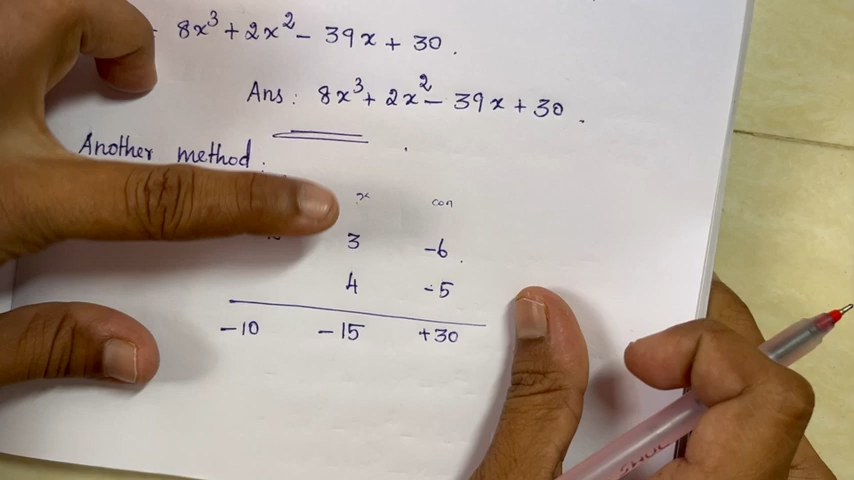 8x³ + 2x² - 39x + 30 .
Ans : 8x³ + 2x² - 39x + 30 .
Another method :
x con
3 -6 .
4 -5
-10 -15 +30